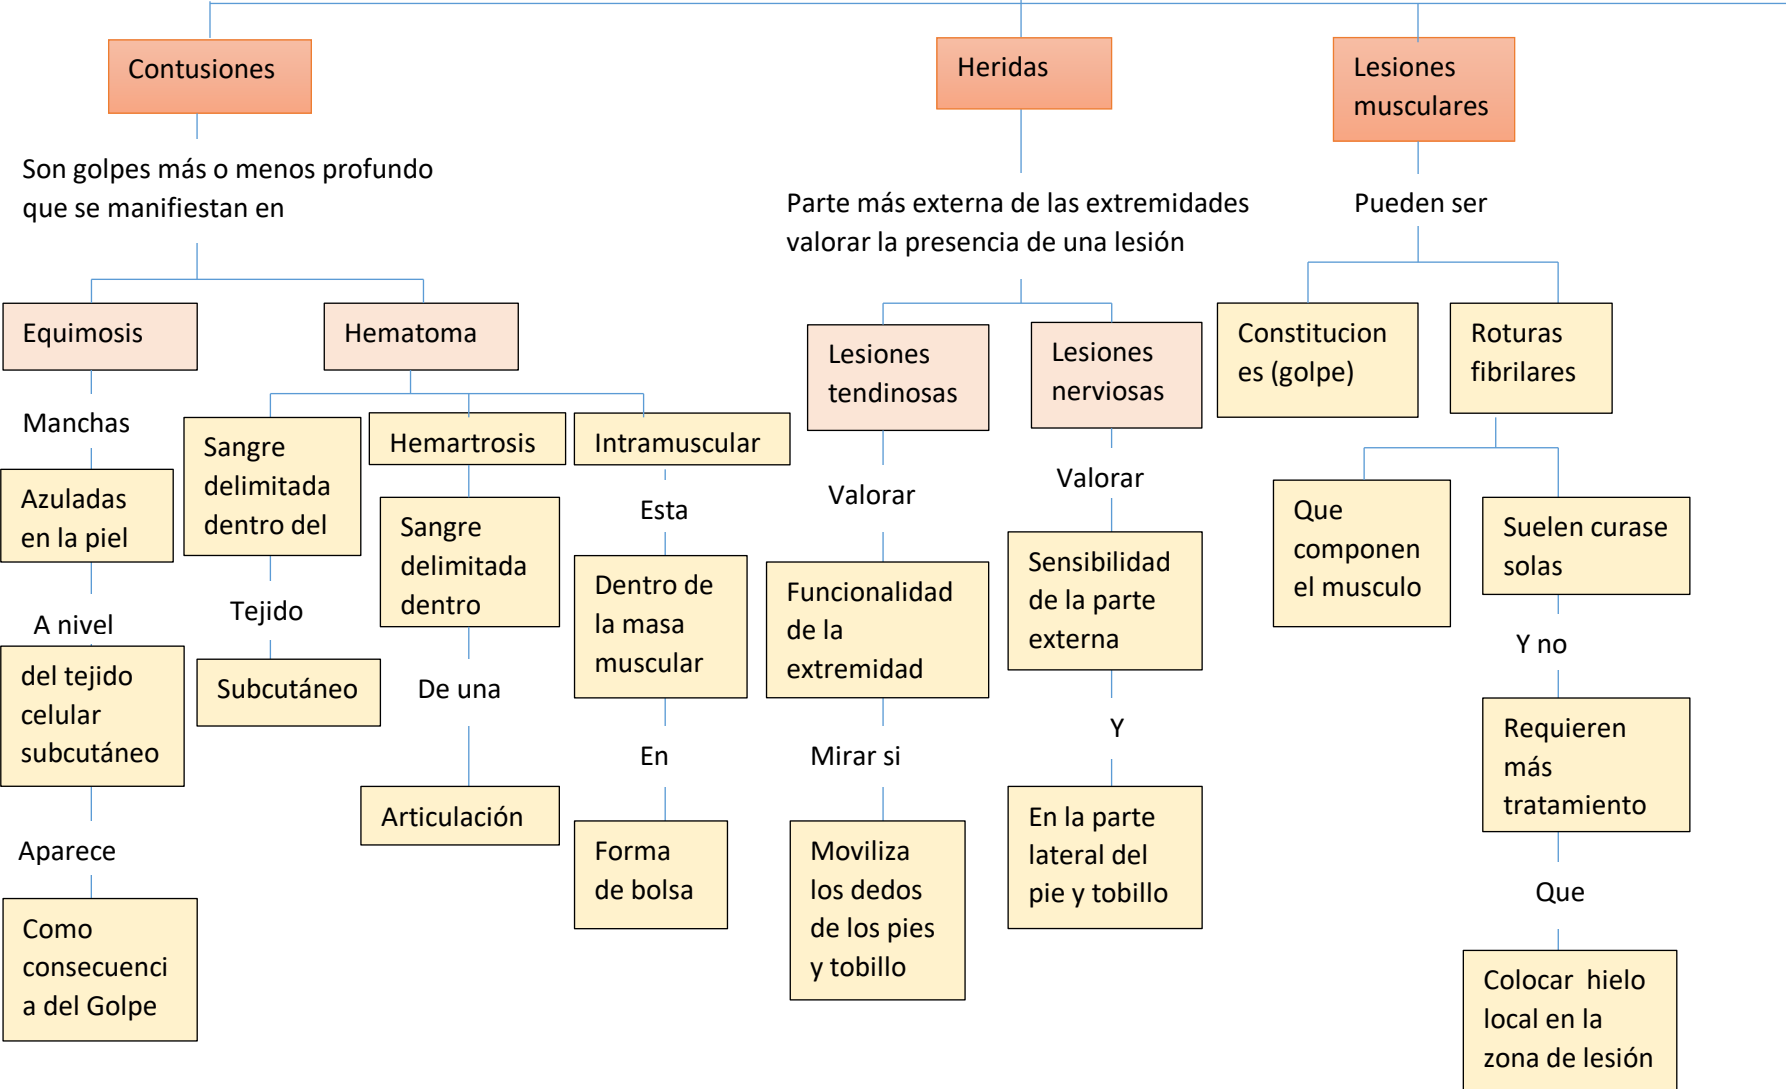 Contusiones
Son golpes más o menos profundo
que se manifiestan en
Equimosis
Manchas
Azuladas
en la piel
A nivel
del tejido
celular
subcutáneo
Aparece
Como
consecuenci
a del Golpe
Hematoma
Sangre
delimitada
dentro del
Tejido
Subcutáneo
Hemartrosis
Sangre
delimitada
dentro
De una
Articulación
Intramuscular
Esta
Dentro de
la masa
muscular
En
Forma
de bolsa
Heridas
Parte más externa de las extremidades
valorar la presencia de una lesión
Lesiones
tendinosas
Valorar
Funcionalidad
de la
extremidad
Mirar si
Moviliza
los dedos
de los pies
y tobillo
Lesiones
nerviosas
Valorar
Sensibilidad
de la parte
externa
Y
En la parte
lateral del
pie y tobillo
Lesiones
musculares
Pueden ser
Constitucion
es (golpe)
Roturas
fibrilares
Que
componen
el musculo
Suelen curase
solas
Y no
Requieren
más
tratamiento
Que
Colocar hielo
local en la
zona de lesión